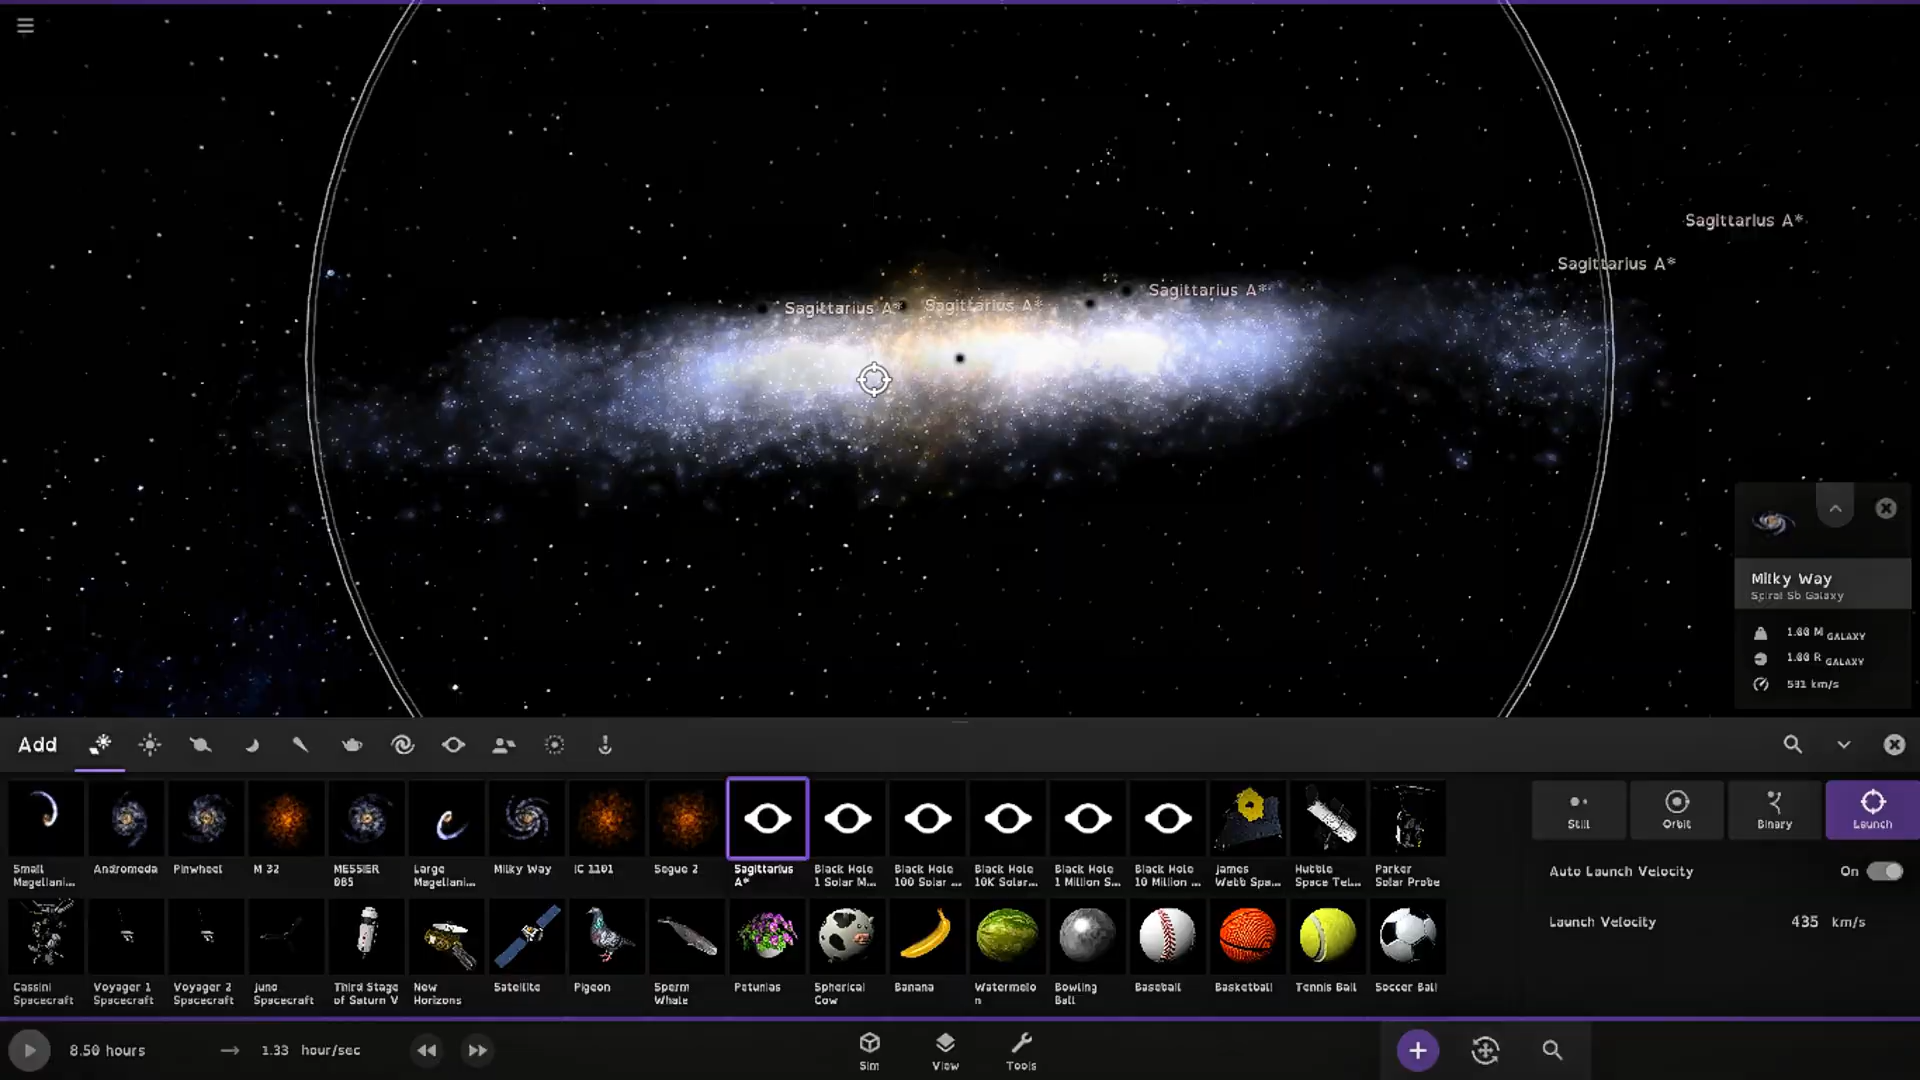 Sagittarius A*
Sagittarius A*
Sagittarius A*
Sagittarius A*
Sagittarius A*
Milky Way
Spiral Sb Galaxy
1.00 M GALAXY
1.00 R GALAXY
531 km/s
Add
Small Magellani...
Andromeda
Pinwheel
M 32
MESSIER 085
Large Magellani...
Milky Way
IC 1101
Segue 2
Sagittarius A*
Black Hole 1 Solar M...
Black Hole 100 Solar ...
Black Hole 10K Solar...
Black Hole 1 Million S...
Black Hole 10 Million ...
James Webb Spa...
Hubble Space Tel...
Parker Solar Probe
Still
Orbit
Binary
Launch
Auto Launch Velocity
On
Launch Velocity
435 km/s
Cassini Spacecraft
Voyager 1 Spacecraft
Voyager 2 Spacecraft
Juno Spacecraft
Third Stage of Saturn V
New Horizons
Satellite
Pigeon
Sperm Whale
Petunias
Spherical Cow
Banana
Watermelo
n
Bowling Ball
Baseball
Basketball
Tennis Ball
Soccer Ball
8.50 hours
1.33 hour/sec
Sim
View
Tools